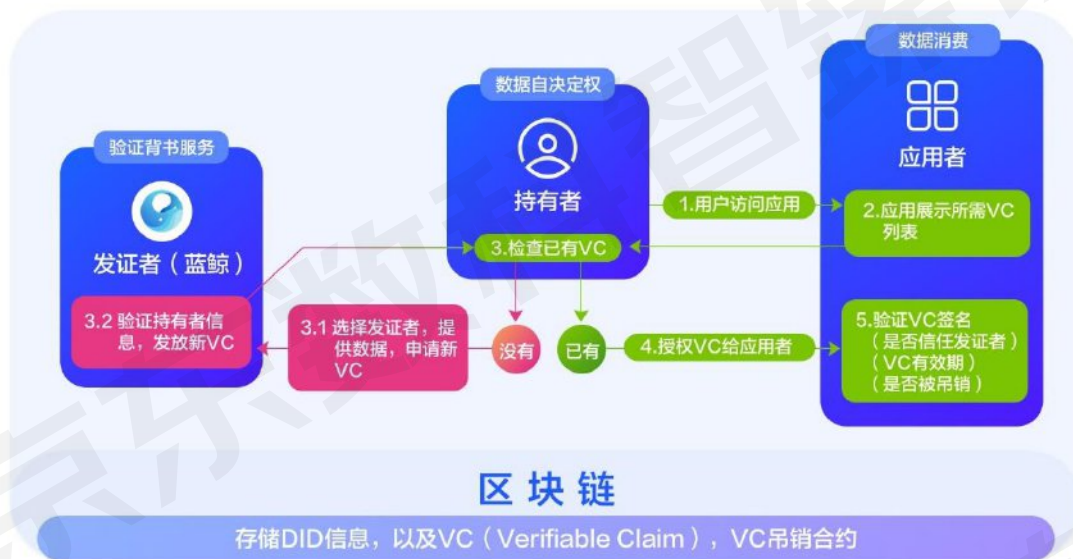 数据消费
数据自决定权
验证背书服务
应用者
持有者
1.用户访问应用
2.应用展示所需VC
列表
3.检查已有VC
发证者（蓝鲸）
3.2 验证持有者信
息，发放新VC
3.1 选择发证者，提
供数据，申请新
VC
没有
已有
4.授权VC给应用者
5.验证VC签名
（是否信任发证者）
（VC有效期）
（是否被吊销）
区块链
存储DID信息，以及VC（Verifiable Claim），VC吊销合约
京东数科智臻